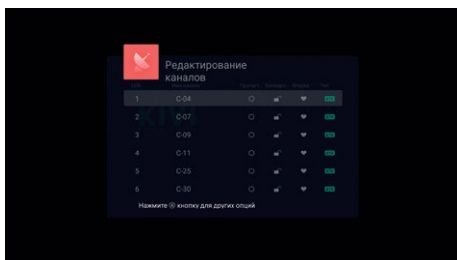 Редактирование
каналов
1 C-04
2 C-07
3 C-09
4 C-11
5 C-25
6 C-30
Нажмите кнопку для других опций